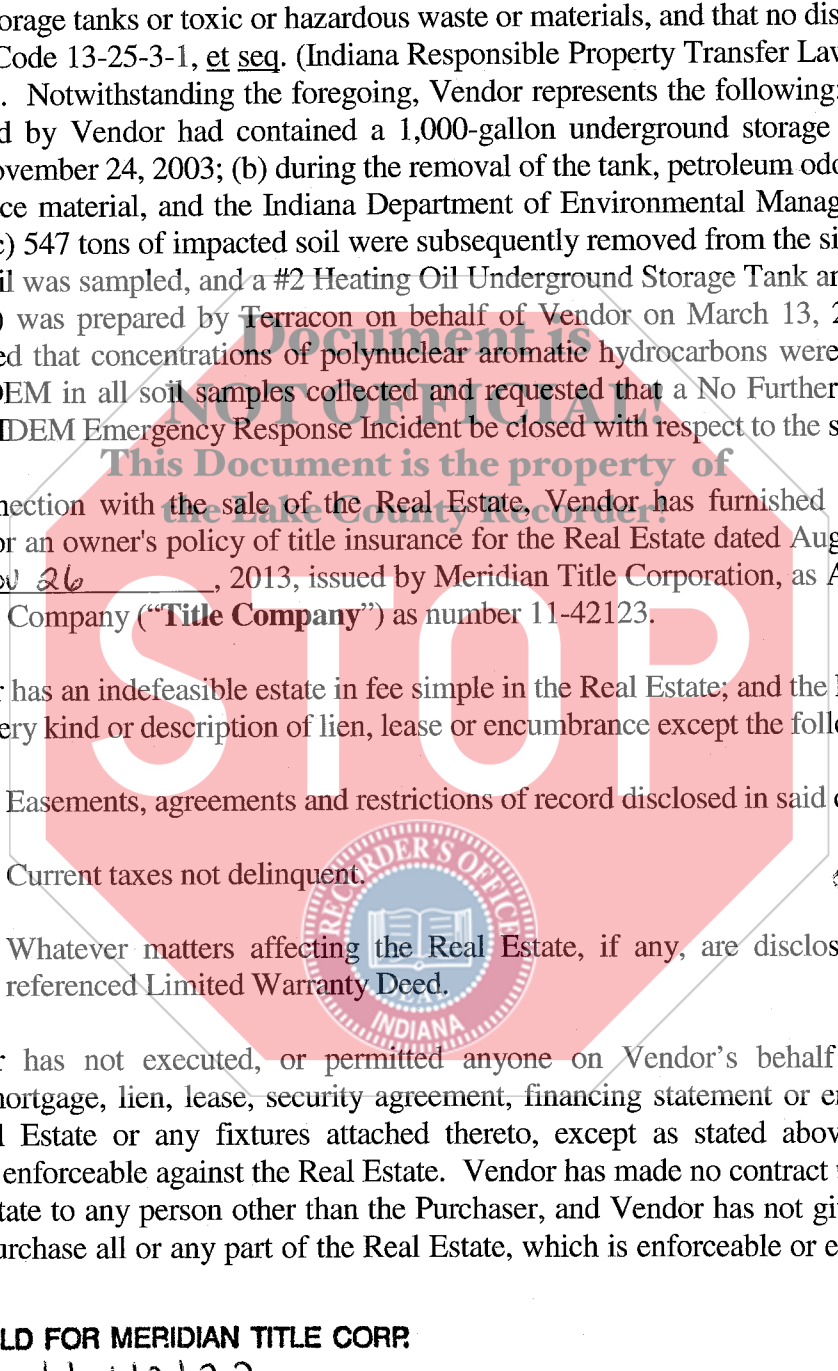 orage tanks or toxic or hazardous waste or materials, and that no dis
Code 13-25-3-1, et seq. (Indiana Responsible Property Transfer Law
. Notwithstanding the foregoing, Vendor represents the following:
d by Vendor had contained a 1,000-gallon underground storage
ovember 24, 2003; (b) during the removal of the tank, petroleum odo
ce material, and the Indiana Department of Environmental Manag
c) 547 tons of impacted soil were subsequently removed from the si
il was sampled, and a #2 Heating Oil Underground Storage Tank an
) was prepared by Terracon on behalf of Vendor on March 13, 2
Document is
ed that concentrations of polynuclear aromatic hydrocarbons were
DEM in all soil samples collected and requested that a No Further
NOT OFFICIAL!
IDEM Emergency Response Incident be closed with respect to the s
This Document is the property of
nection with the sale of the Real Estate, Vendor has furnished
the Lake County Recorder!
or an owner's policy of title insurance for the Real Estate dated Aug
26, 2013, issued by Meridian Title Corporation, as A
Company ("Title Company") as number 11-42123.
STOP
r has an indefeasible estate in fee simple in the Real Estate; and the
ery kind or description of lien, lease or encumbrance except the follo
Easements, agreements and restrictions of record disclosed in said
Current taxes not delinquent.
RECORDER'S OFFICE
Whatever matters affecting the Real Estate, if any, are disclos
referenced Limited Warranty Deed.
SEAL
INDIANA
r has not executed, or permitted anyone on Vendor's behalf
mortgage, lien, lease, security agreement, financing statement or en
l Estate or any fixtures attached thereto, except as stated abov
enforceable against the Real Estate. Vendor has made no contract
tate to any person other than the Purchaser, and Vendor has not gi
urchase all or any part of the Real Estate, which is enforceable or e
LD FOR MERIDIAN TITLE CORP.